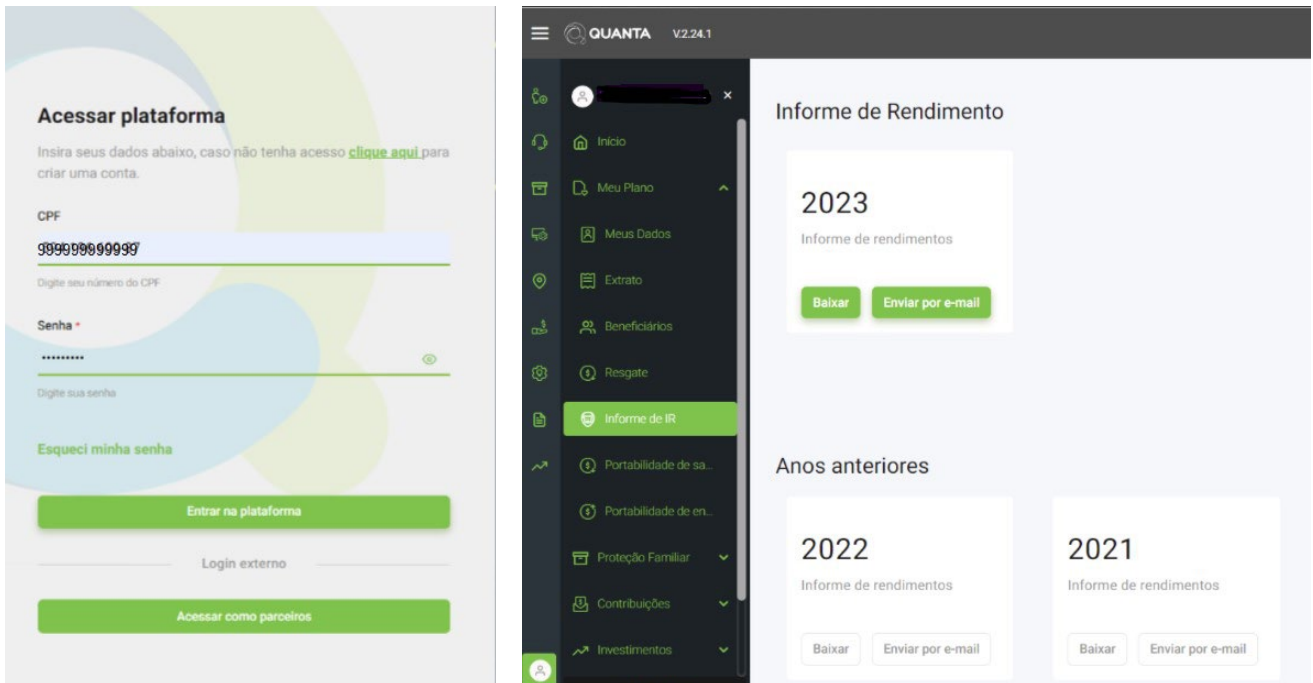 Acessar plataforma
Insira seus dados abaixo, caso não tenha acesso clique aqui para
criar uma conta.
CPF
Digite seu número do CPF
Senha *
•••••••••
Digite sua senha
Esqueci minha senha
Entrar na plataforma
Login externo
Acessar como parceiros
QUANTA V.2.24.1
Início
Meu Plano
Meus Dados
Extrato
Beneficiários
Resgate
Informe de IR
Portabilidade de sa...
Portabilidade de en...
Proteção Familiar
Contribuições
Investimentos
Informe de Rendimento
2023
Informe de rendimentos
Baixar Enviar por e-mail
Anos anteriores
2022
Informe de rendimentos
Baixar Enviar por e-mail
2021
Informe de rendimentos
Baixar Enviar por e-mail